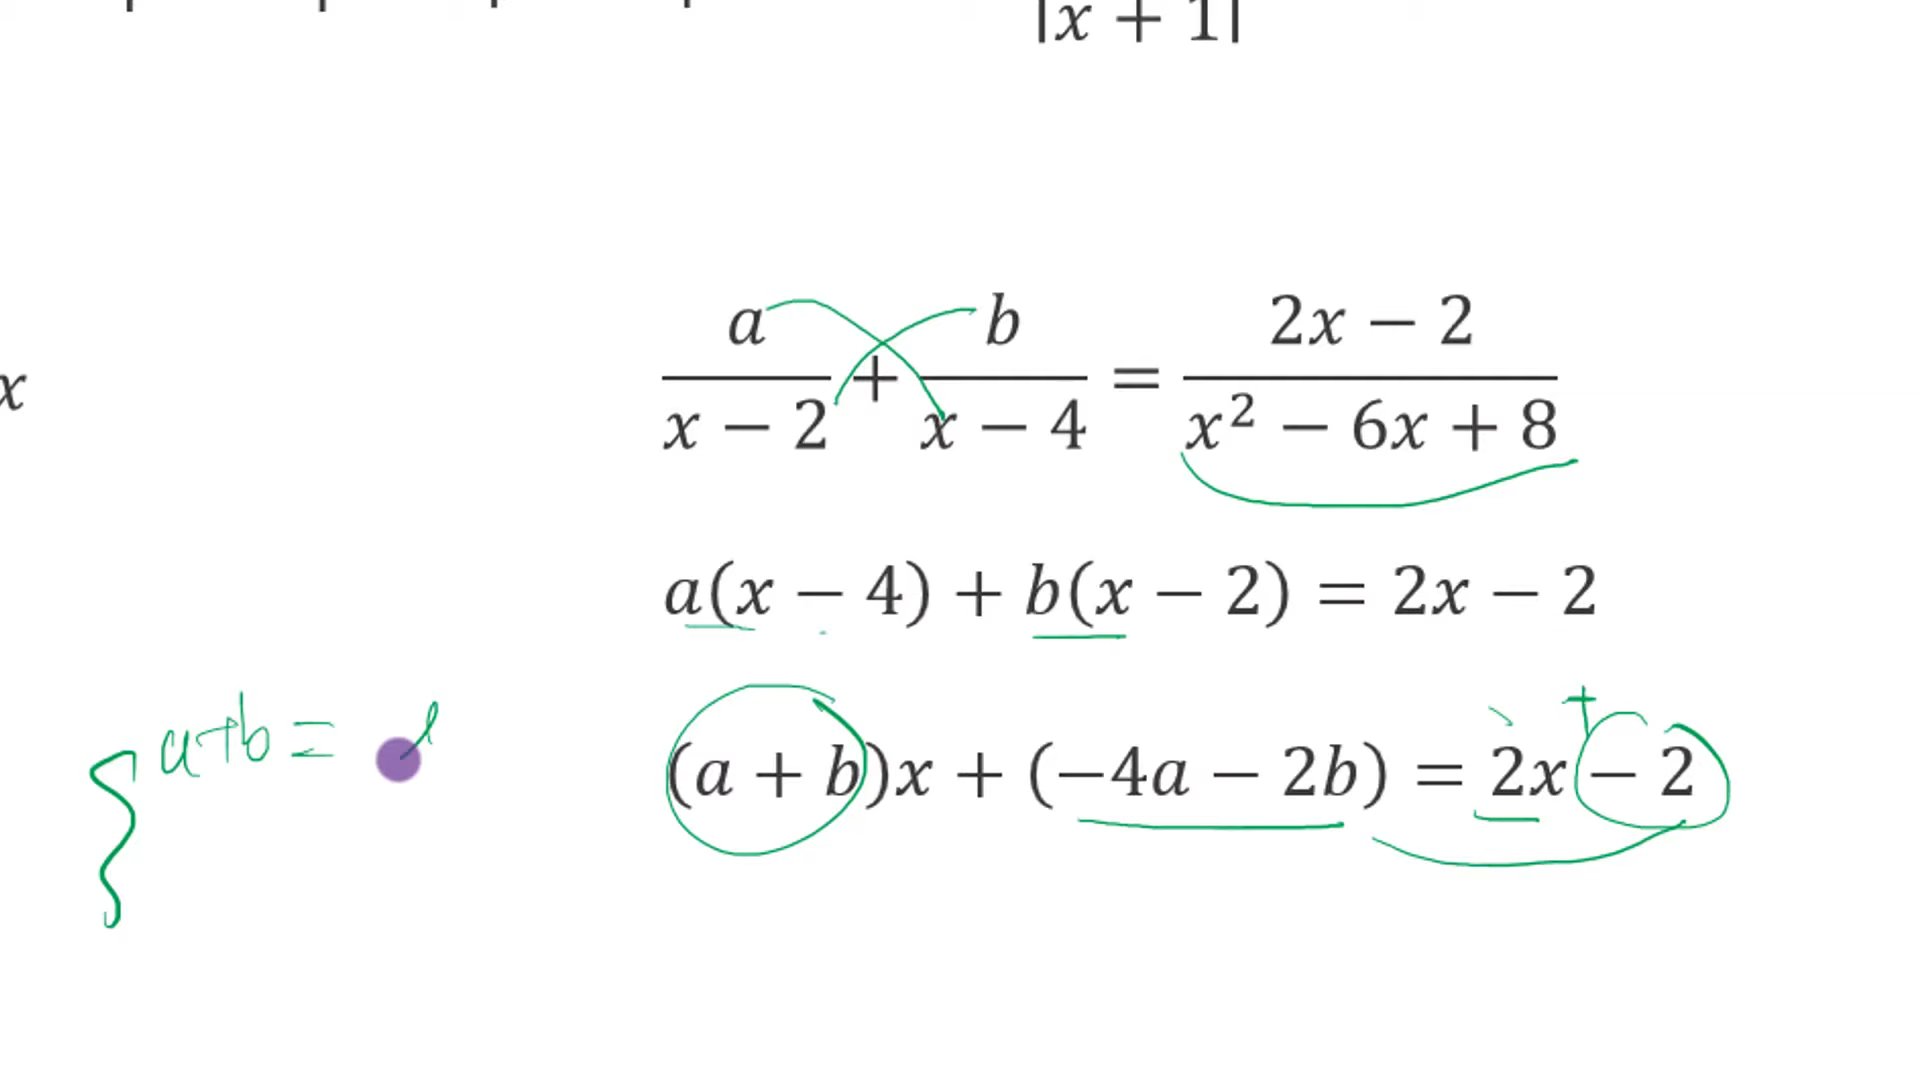 |x + 1|
x
a/(x − 2) + b/(x − 4) = (2x − 2)/(x² − 6x + 8)
a(x − 4) + b(x − 2) = 2x − 2
(a + b)x + (−4a − 2b) = 2x − 2
+
{ a+b =